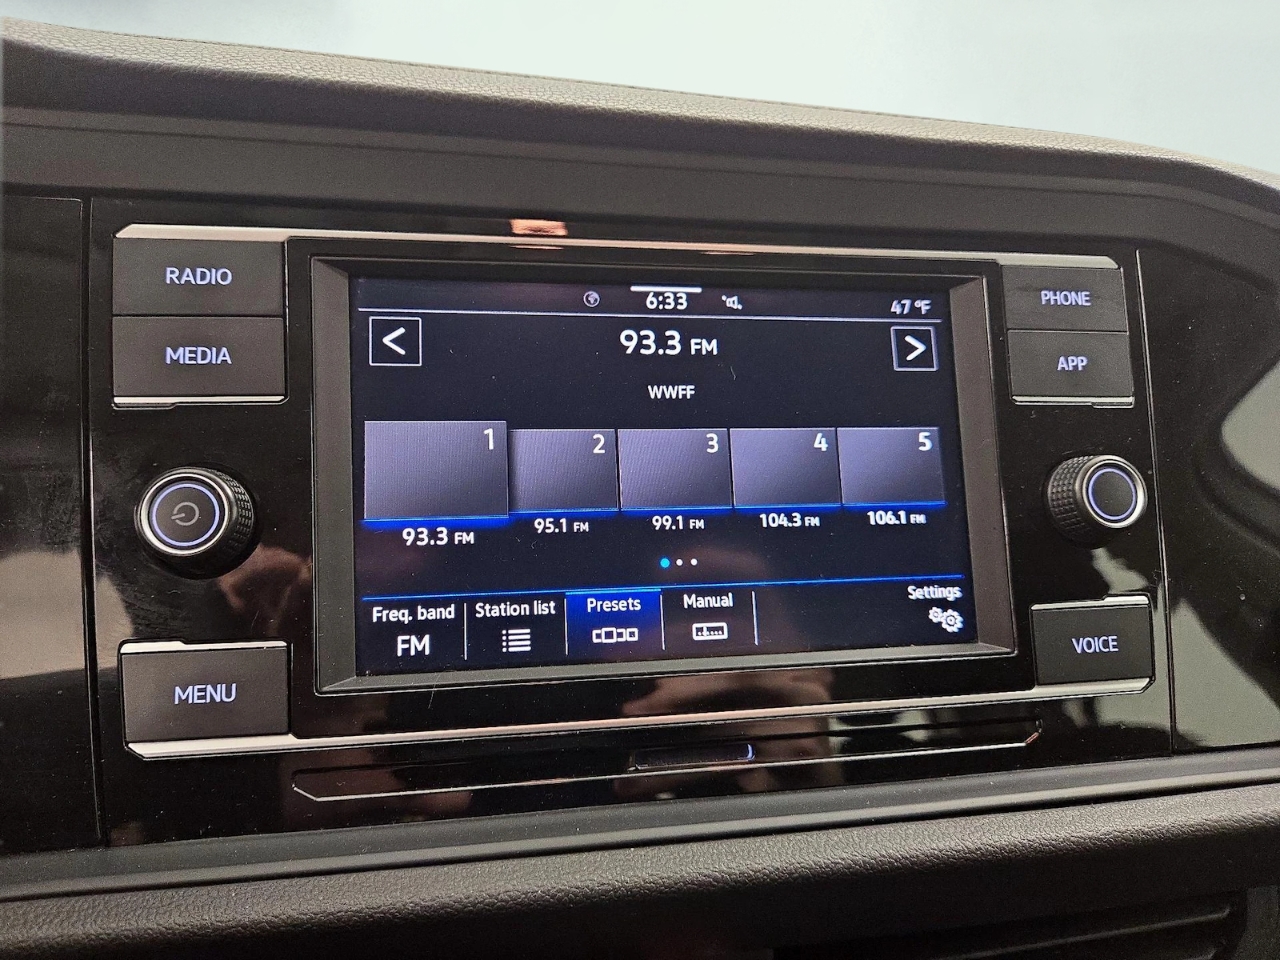 RADIO
MEDIA
MENU
6:33
47 °F
<
93.3 FM
>
WWFF
1
2
3
4
5
93.3 FM
95.1 FM
99.1 FM
104.3 FM
106.1 FM
Freq. band
FM
Station list
Presets
Manual
Settings
PHONE
APP
VOICE